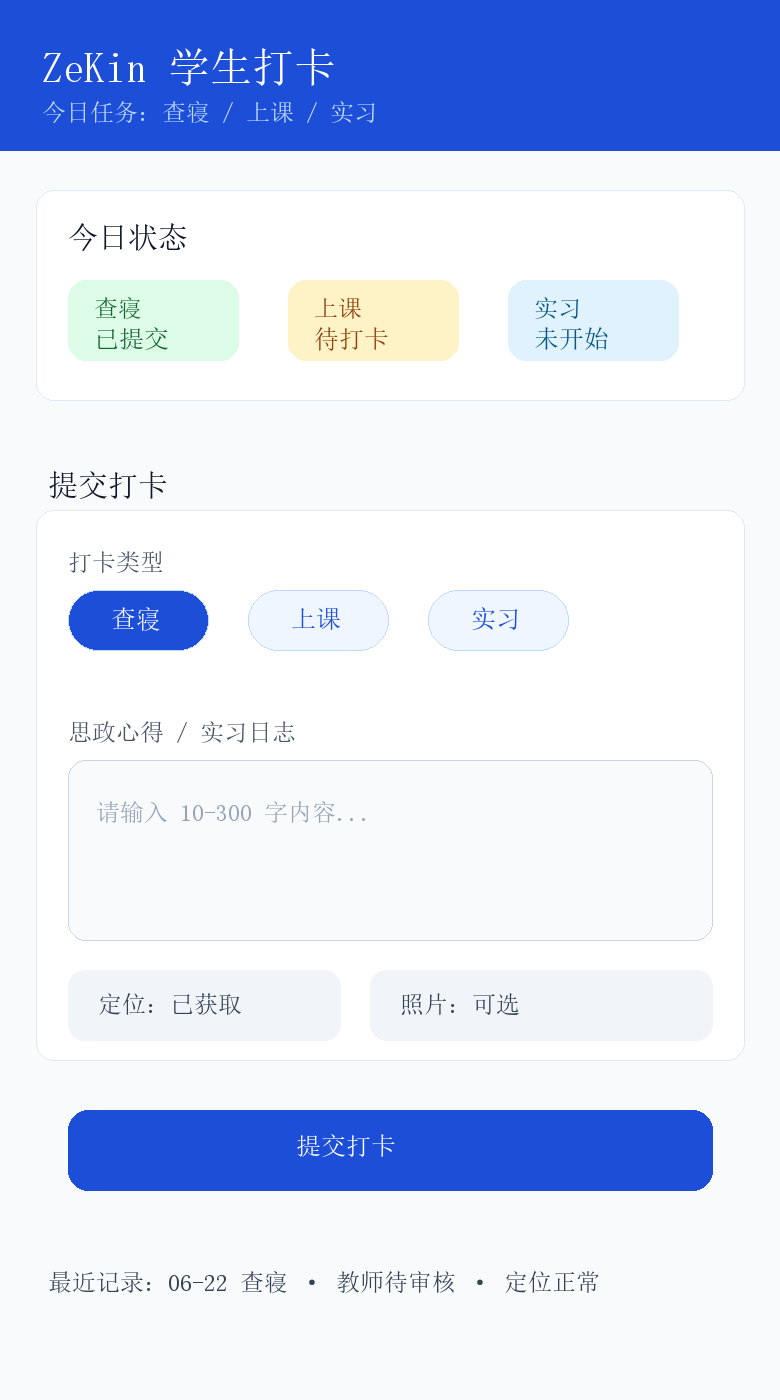 ZeKin 学生打卡
今日任务: 查寝 / 上课 / 实习
今日状态
查寝 上课 实习
已提交 待打卡 未开始
提交打卡
打卡类型
查寝 上课 实习
思政心得 / 实习日志
请输入 10-300 字内容...
定位: 已获取 照片: 可选
提交打卡
最近记录: 06-22 查寝 • 教师待审核 • 定位正常